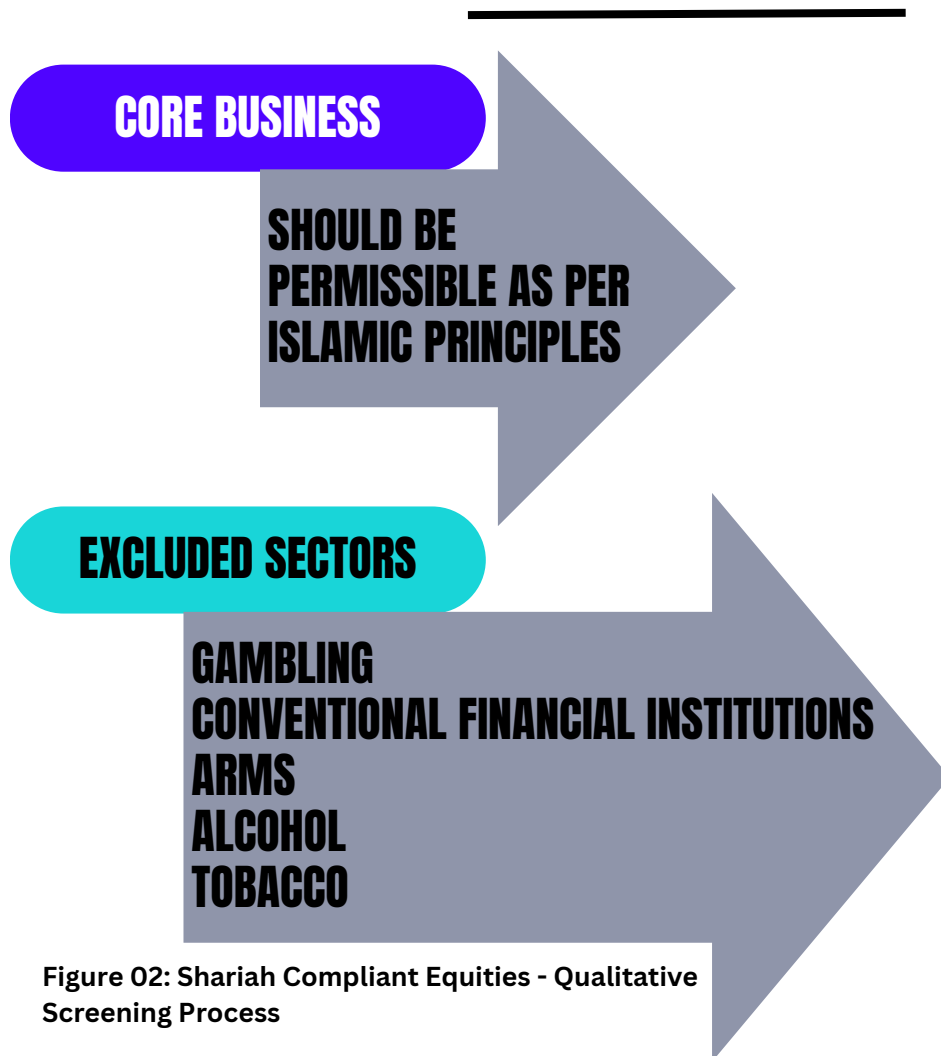 CORE BUSINESS
SHOULD BE
PERMISSIBLE AS PER
ISLAMIC PRINCIPLES
EXCLUDED SECTORS
GAMBLING
CONVENTIONAL FINANCIAL INSTITUTIONS
ARMS
ALCOHOL
TOBACCO
Figure 02: Shariah Compliant Equities - Qualitative
Screening Process